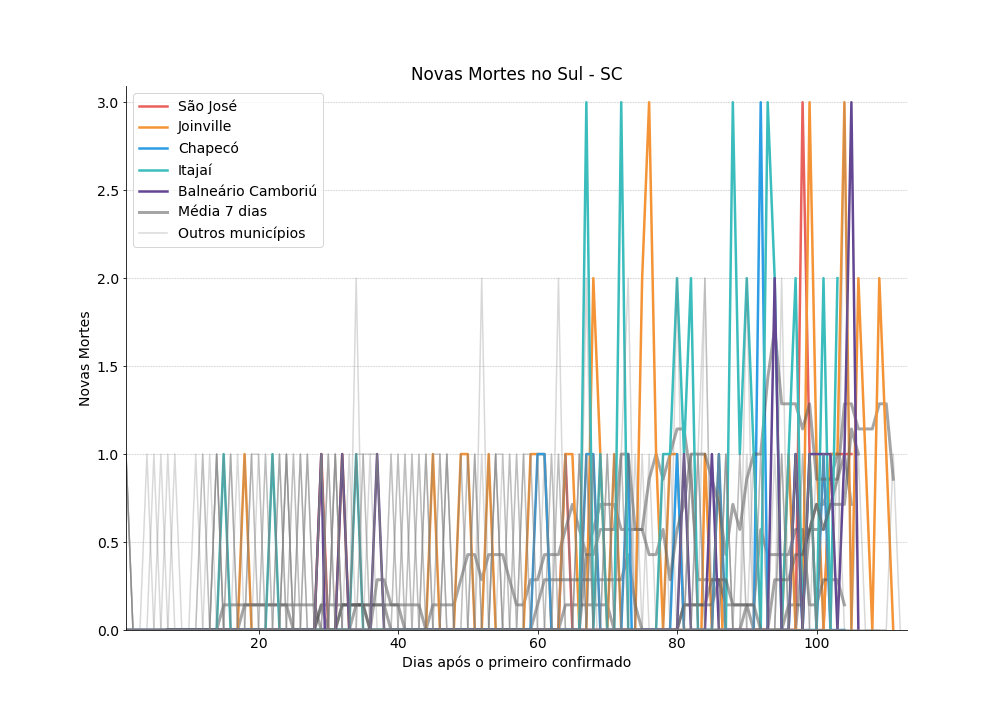 Novas Mortes no Sul - SC
São José
Joinville
Chapecó
Itajaí
Balneário Camboriú
Média 7 dias
Outros municípios
Novas Mortes
3.0
2.5
2.0
1.5
1.0
0.5
0.0
20
40
60
80
100
Dias após o primeiro confirmado